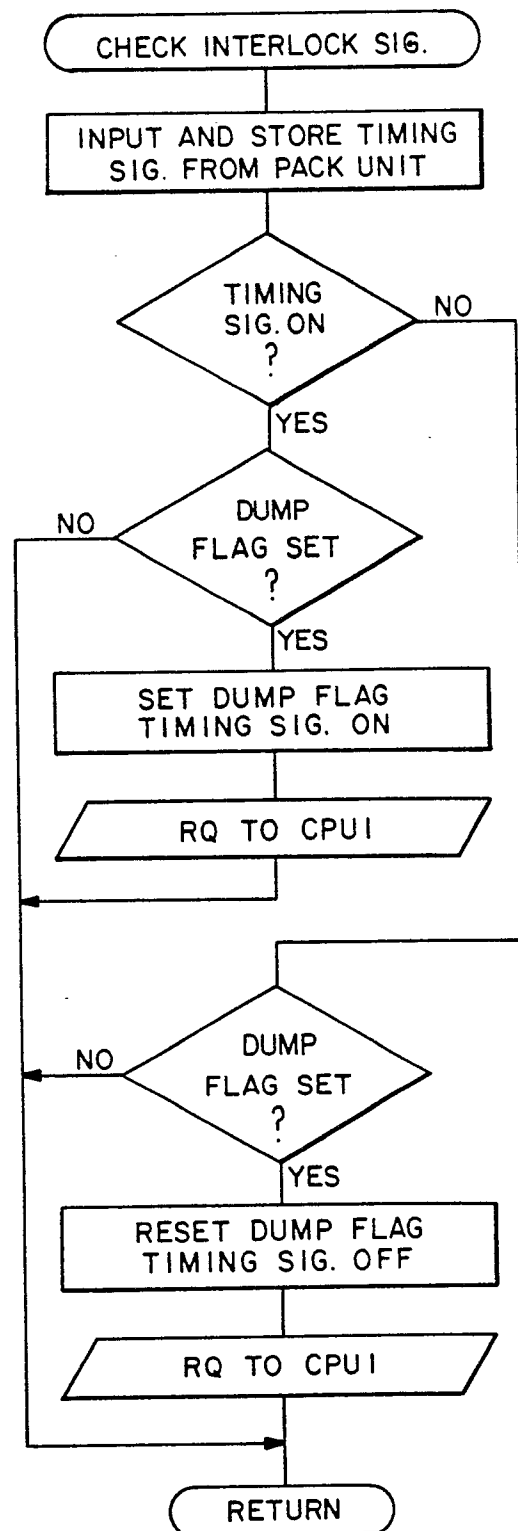 CHECK INTERLOCK SIG.
INPUT AND STORE TIMING
SIG. FROM PACK UNIT
TIMING
SIG. ON
?
NO
YES
DUMP
FLAG SET
?
NO
YES
SET DUMP FLAG
TIMING SIG. ON
RQ TO CPU1
DUMP
FLAG SET
?
NO
YES
RESET DUMP FLAG
TIMING SIG. OFF
RQ TO CPU1
RETURN